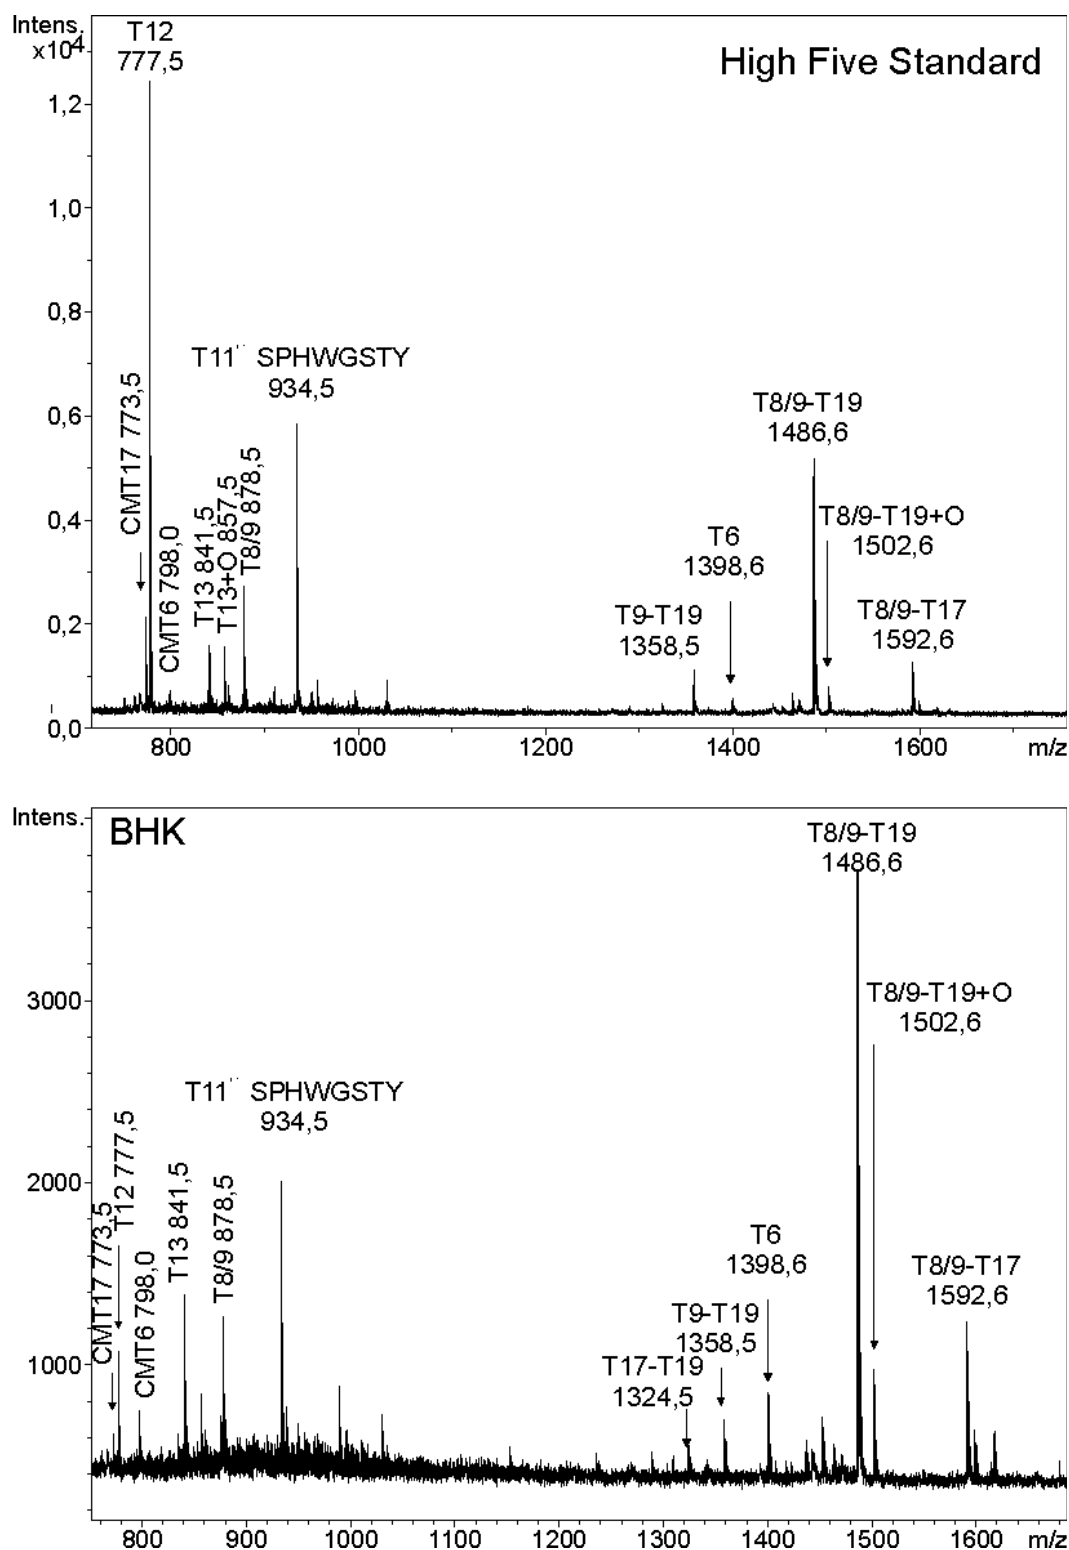 Intens.
x10⁴
T12
777,5
High Five Standard
1,2
1,0
0,8
T11'' SPHWGSTY
934,5
CMT17 773,5
CMT6 798,0
T13 841,5
T13+O 857,5
T8/9 878,5
0,6
T8/9-T19
1486,6
T8/9-T19+O
1502,6
T6
1398,6
0,4
T9-T19
1358,5
T8/9-T17
1592,6
0,2
0,0
800
1000
1200
1400
1600
m/z
Intens.
BHK
T8/9-T19
1486,6
T8/9-T19+O
1502,6
3000
T11'' SPHWGSTY
934,5
CMT17 773,5
T12 777,5
CMT6 798,0
T13 841,5
T8/9 878,5
2000
T6
1398,6
T8/9-T17
1592,6
T9-T19
1358,5
T17-T19
1324,5
1000
800
900
1000
1100
1200
1300
1400
1500
1600
m/z